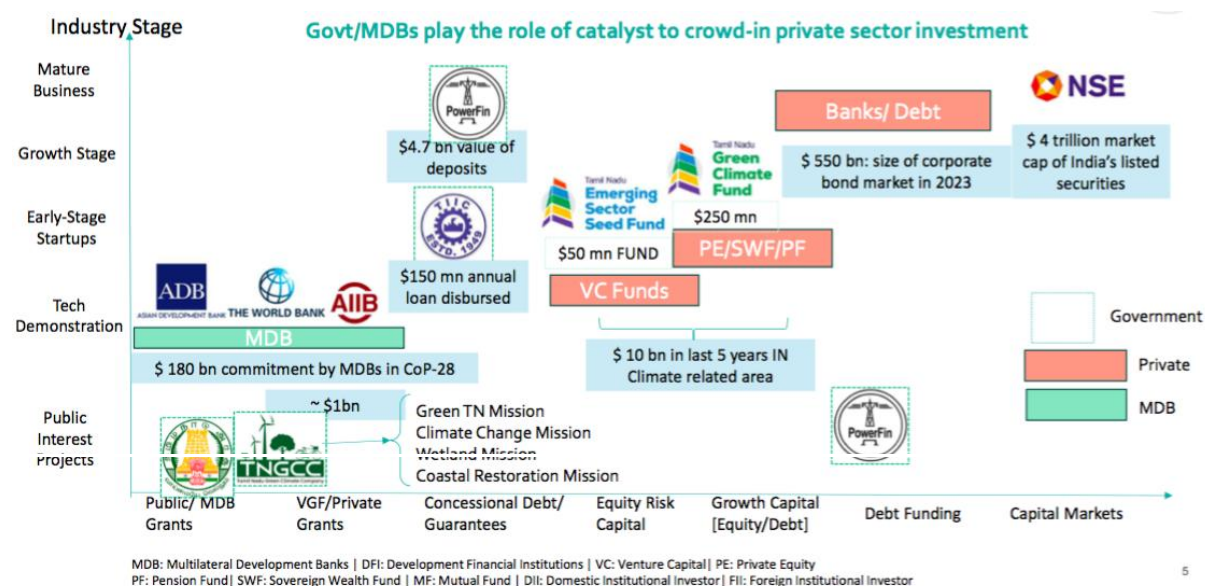 Industry Stage
Govt/MDBs play the role of catalyst to crowd-in private sector investment
Mature
Business
PowerFin
Banks/ Debt
NSE
Growth Stage
$4.7 bn value of
deposits
$ 550 bn: size of corporate
bond market in 2023
$ 4 trillion market
cap of India's listed
securities
Tamil Nadu
Green
Climate
Fund
Tamil Nadu
Emerging
Sector
Seed Fund
Early-Stage
Startups
TIIC
ESTD. 1949
$250 mn
$50 mn FUND
PE/SWF/PF
$150 mn annual
loan disbursed
VC Funds
Tech
Demonstration
ADB
ASIAN DEVELOPMENT BANK
THE WORLD BANK
AIIB
MDB
$ 180 bn commitment by MDBs in CoP-28
$ 10 bn in last 5 years IN
Climate related area
Government
Private
MDB
Public
Interest
Projects
~ $1bn
TNGCC
Tamil Nadu Green Climate Company
Green TN Mission
Climate Change Mission
Wetland Mission
Coastal Restoration Mission
PowerFin
Public/ MDB
Grants
VGF/Private
Grants
Concessional Debt/
Guarantees
Equity Risk
Capital
Growth Capital
[Equity/Debt]
Debt Funding
Capital Markets
MDB: Multilateral Development Banks | DFI: Development Financial Institutions | VC: Venture Capital| PE: Private Equity
PF: Pension Fund| SWF: Sovereign Wealth Fund | MF: Mutual Fund | DII: Domestic Institutional Investor| FII: Foreign Institutional Investor
5